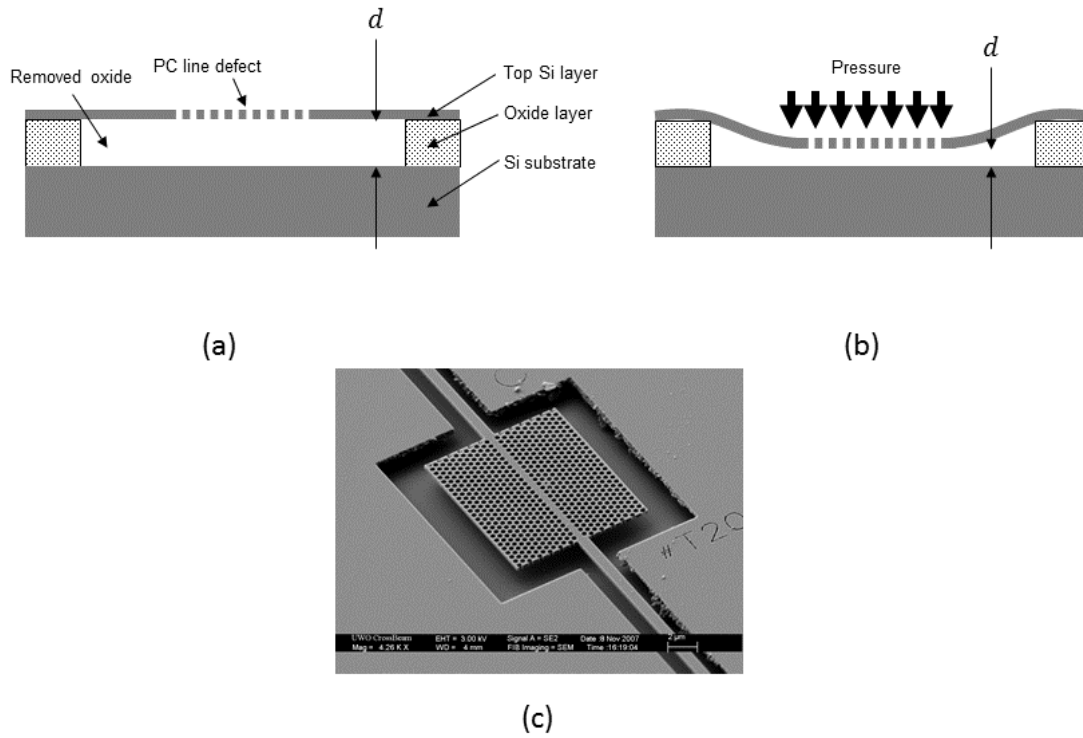 d
Removed oxide
PC line defect
Top Si layer
Oxide layer
Si substrate
(a)
d
Pressure
(b)
#T20
UWO CrossBeam
Mag = 4.26 K X
EHT = 3.00 kV
WD = 4 mm
Signal A = SE2
FIB Imaging = SEM
Date :8 Nov 2007
Time :16:19:04
2 µm
(c)